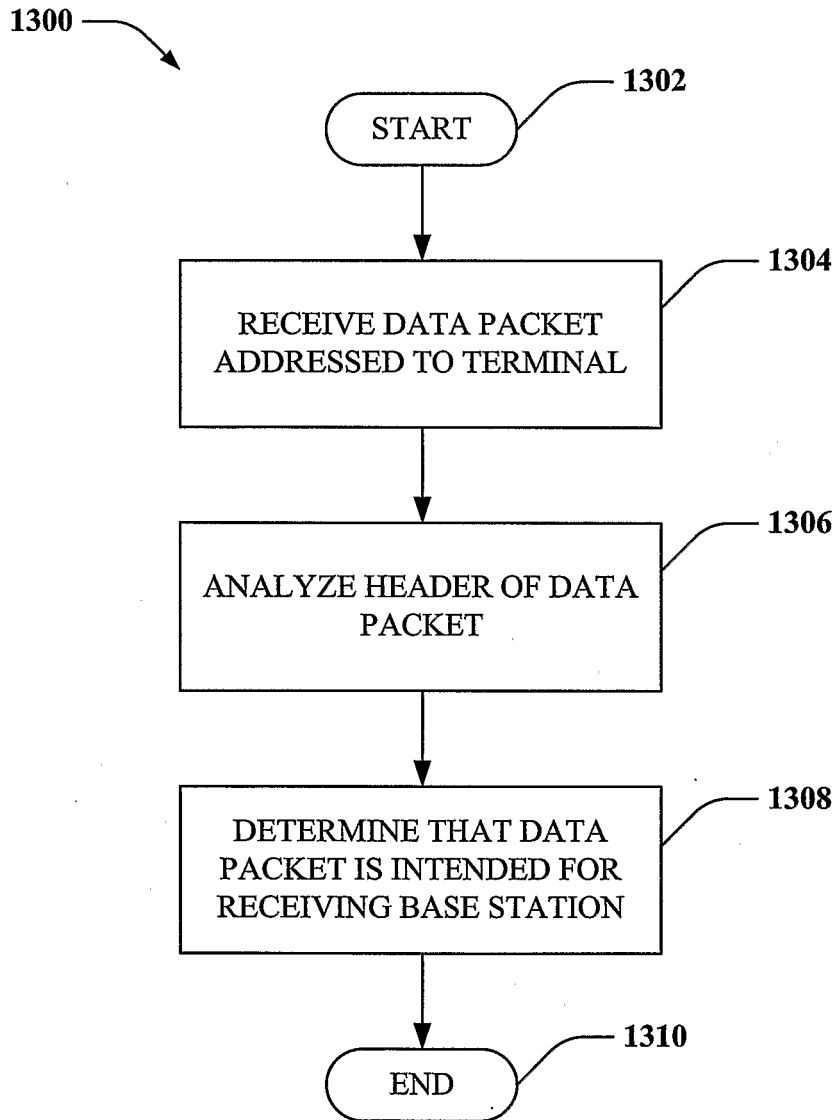 1300
1302
START
1304
RECEIVE DATA PACKET
ADDRESSED TO TERMINAL
1306
ANALYZE HEADER OF DATA
PACKET
1308
DETERMINE THAT DATA
PACKET IS INTENDED FOR
RECEIVING BASE STATION
1310
END